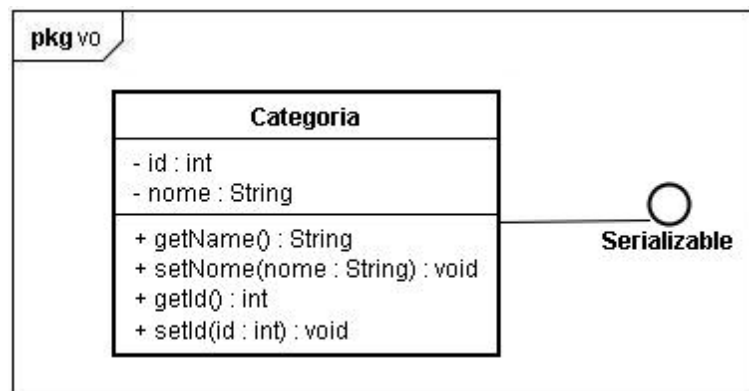 pkg vo
Categoria
- id : int
- nome : String
+ getName() : String
+ setNome(nome : String) : void
+ getId() : int
+ setId(id : int) : void
Serializable